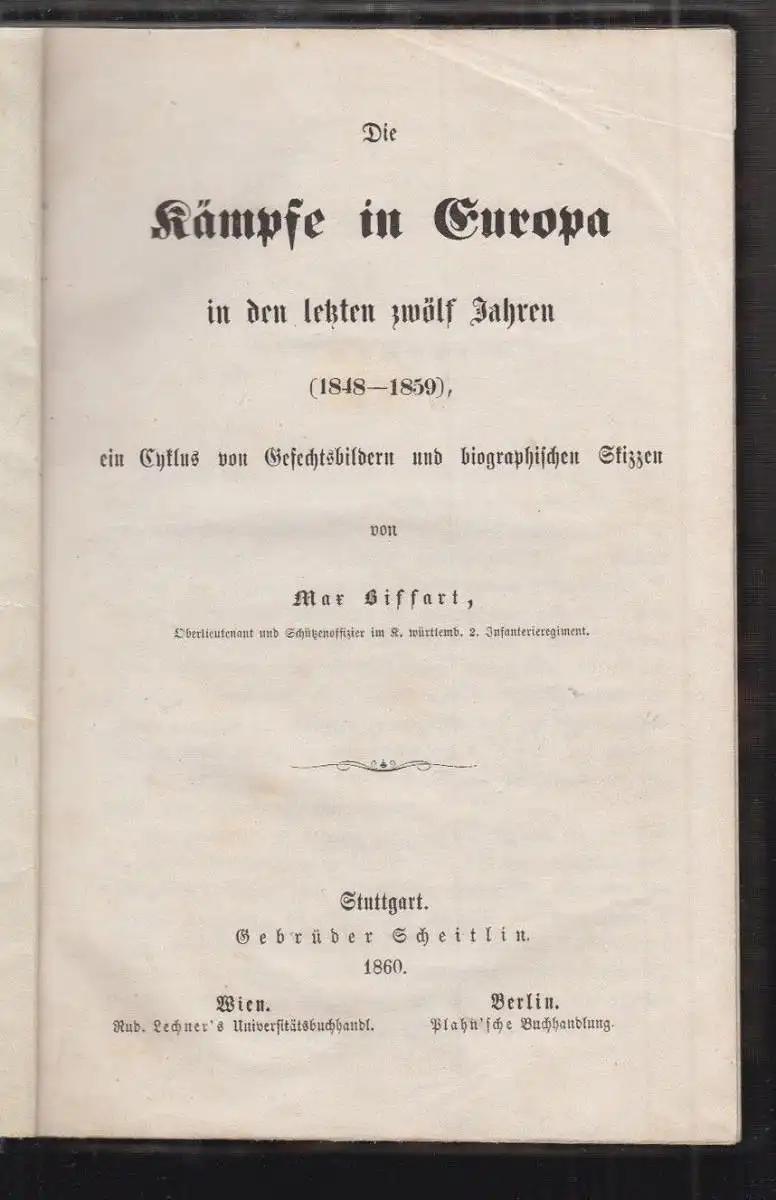 Die
Kämpfe in Europa
in den letzten zwölf Jahren
(1848—1859),
ein Cyklus von Gefechtsbildern und biographischen Skizzen
von
Max Biffart,
Oberlieutenant und Schützenoffizier im K. württemb. 2. Infanterieregiment.
Stuttgart.
Gebrüder Scheitlin.
1860.
Wien. Berlin.
Rud. Lechner's Universitätsbuchhandl. Plahn'sche Buchhandlung.